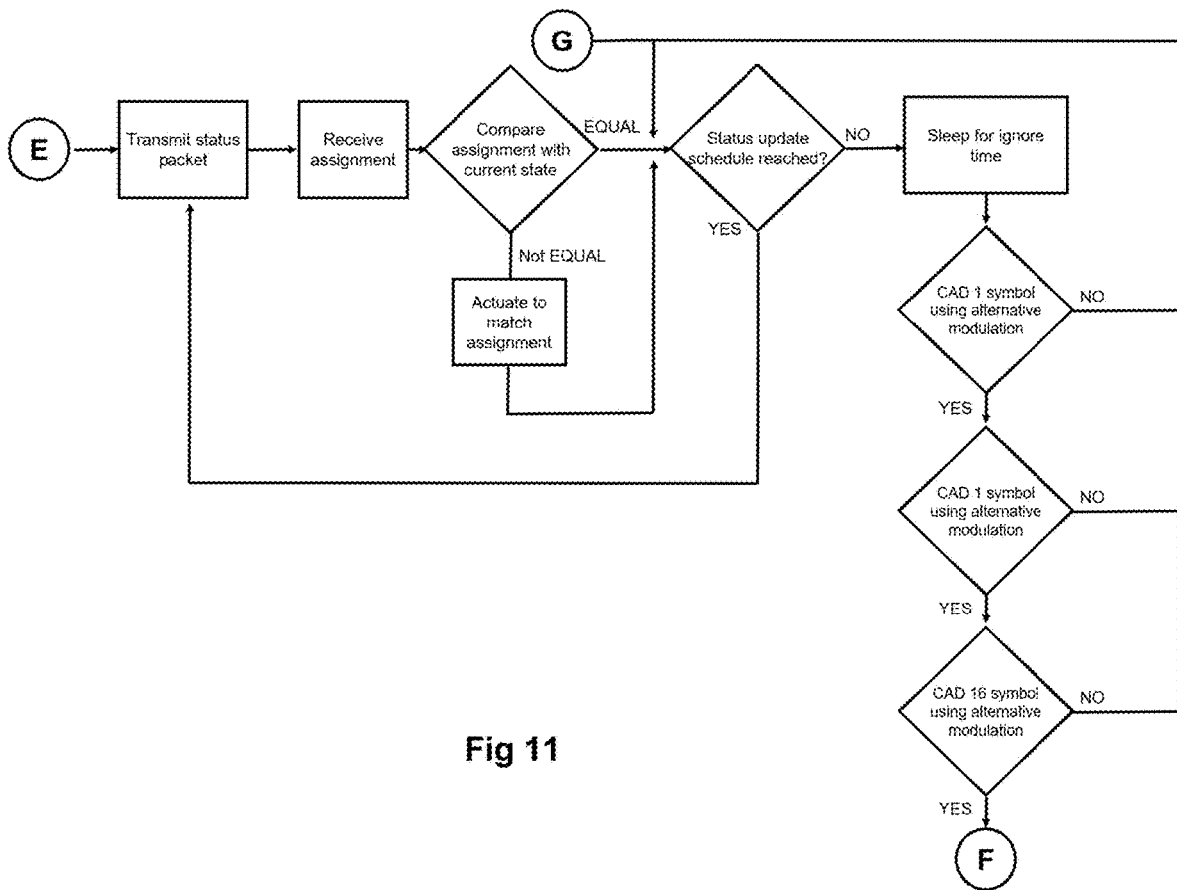 G
E
Transmit status
packet
Receive
assignment
Compare
assignment with
current state
EQUAL
Status update
schedule reached?
NO
Sleep for ignore
time
YES
Not EQUAL
Actuate to
match
assignment
CAD 1 symbol
using alternative
modulation
NO
YES
CAD 1 symbol
using alternative
modulation
NO
YES
CAD 16 symbol
using alternative
modulation
NO
YES
F
Fig 11